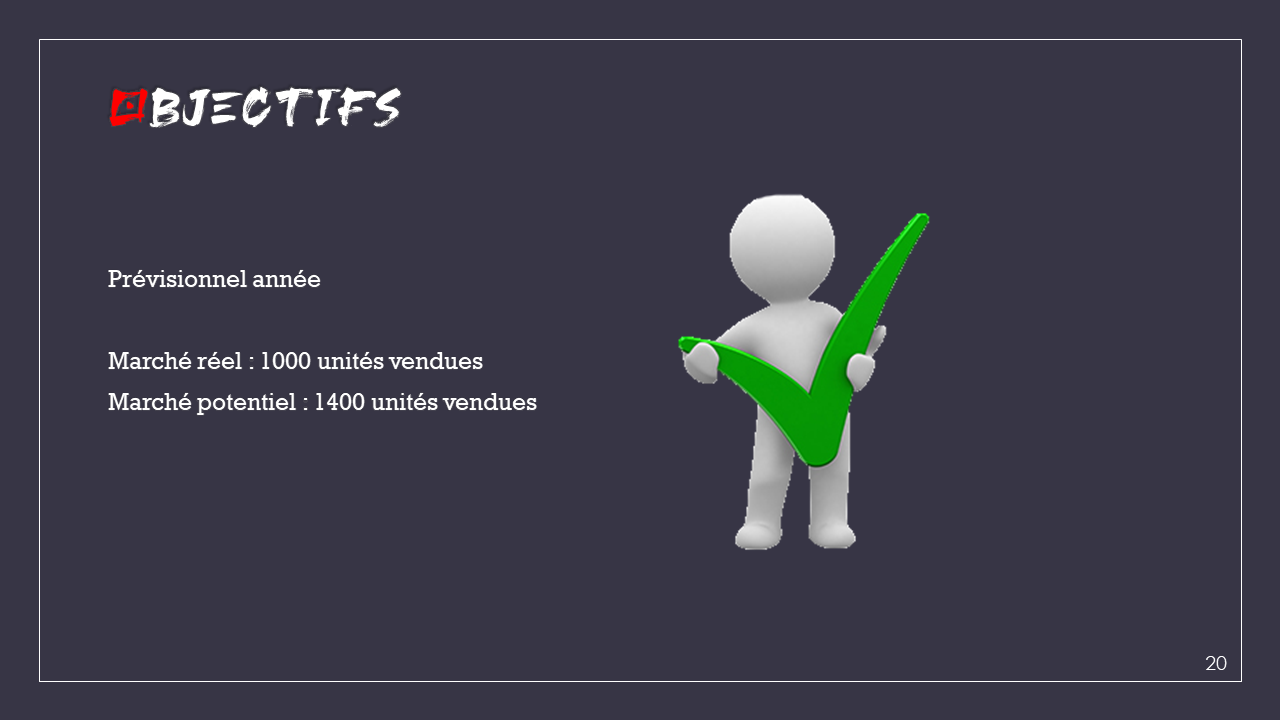 OBJECTIFS
Prévisionnel année
Marché réel : 1000 unités vendues
Marché potentiel : 1400 unités vendues
20